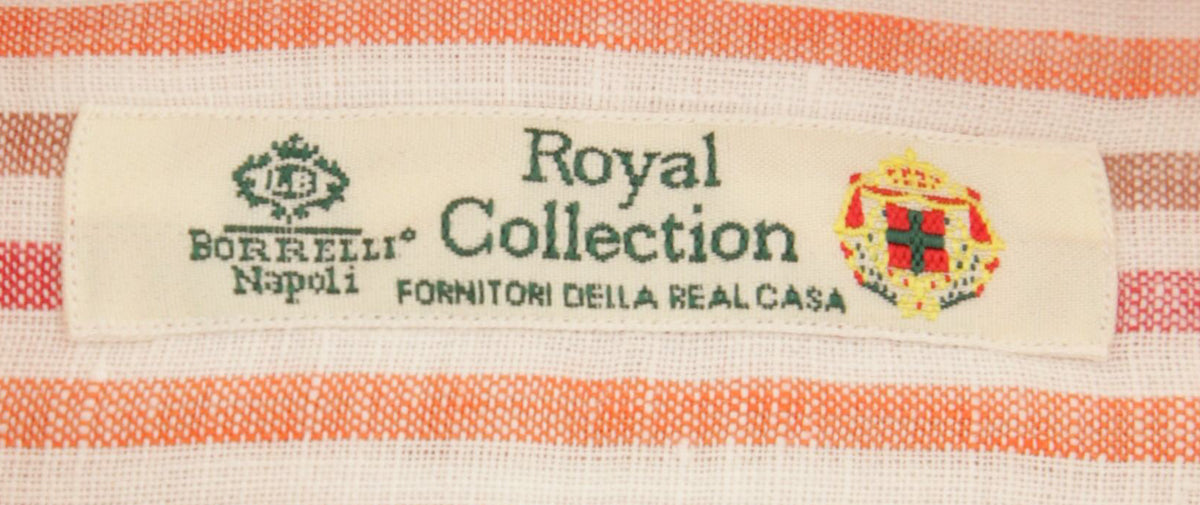 LB
BORRELLI
Napoli
Royal
Collection
FORNITORI DELLA REAL CASA